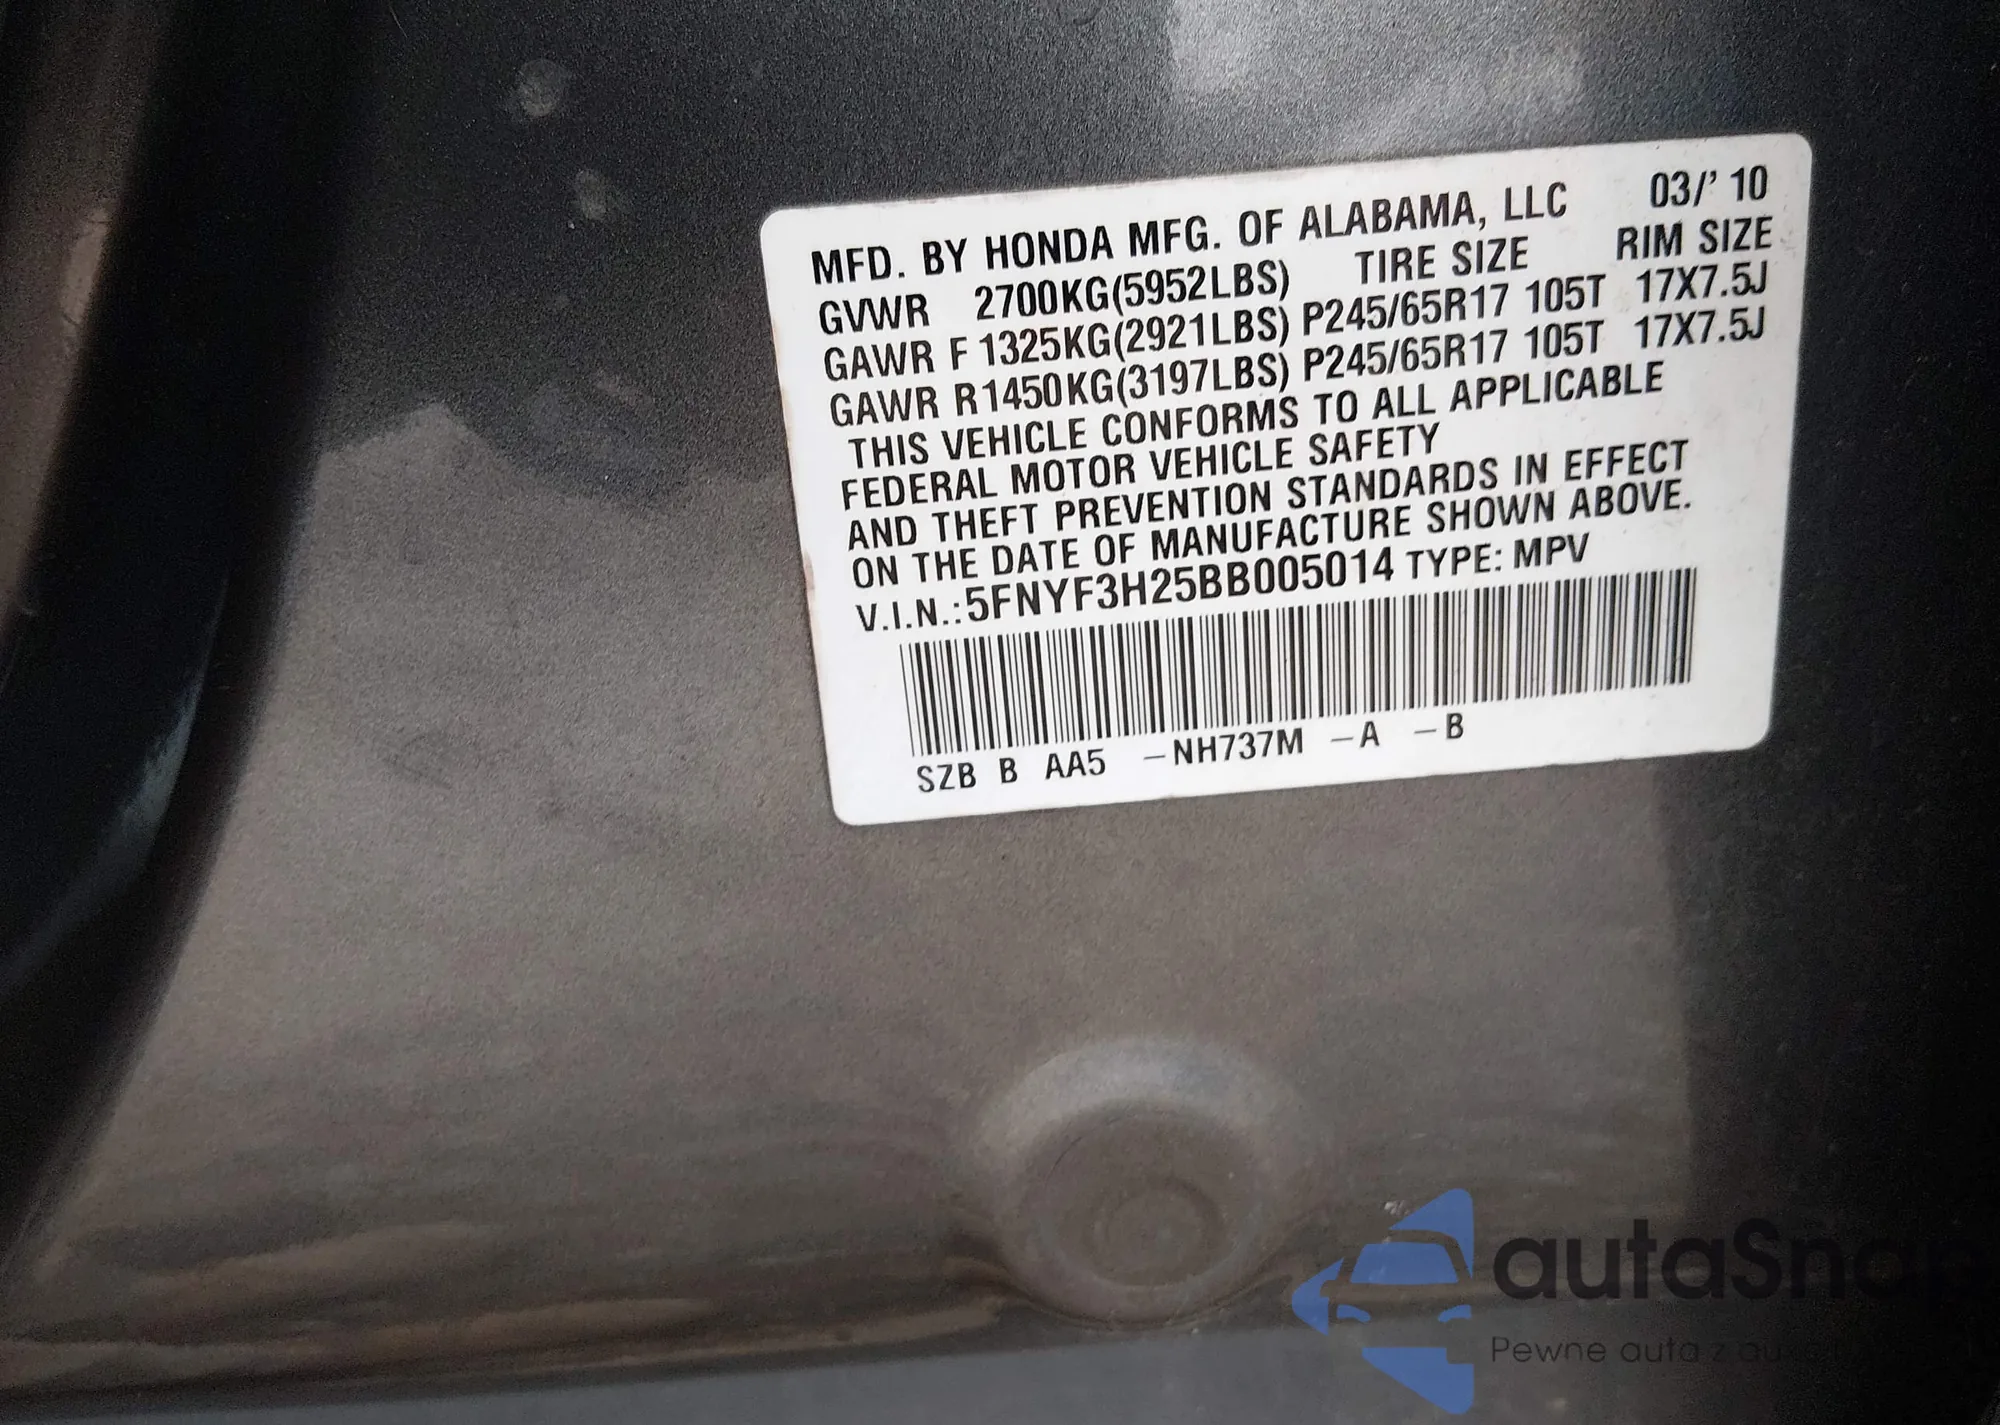 MFD. BY HONDA MFG. OF ALABAMA, LLC 03/' 10
GVWR 2700KG(5952LBS) TIRE SIZE RIM SIZE
GAWR F 1325KG(2921LBS) P245/65R17 105T 17X7.5J
GAWR R 1450KG(3197LBS) P245/65R17 105T 17X7.5J
THIS VEHICLE CONFORMS TO ALL APPLICABLE
FEDERAL MOTOR VEHICLE SAFETY
AND THEFT PREVENTION STANDARDS IN EFFECT
ON THE DATE OF MANUFACTURE SHOWN ABOVE.
V.I.N.:5FNYF3H25BB005014 TYPE: MPV
SZB B AA5 –NH737M –A –B
autaSnap
Pewne auta z